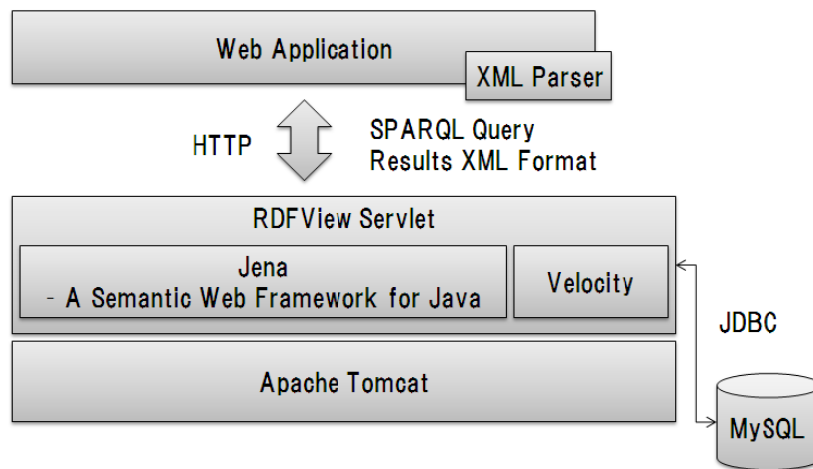 Web Application
XML Parser
HTTP
SPARQL Query
Results XML Format
RDFView Servlet
Jena
- A Semantic Web Framework for Java
Velocity
JDBC
Apache Tomcat
MySQL